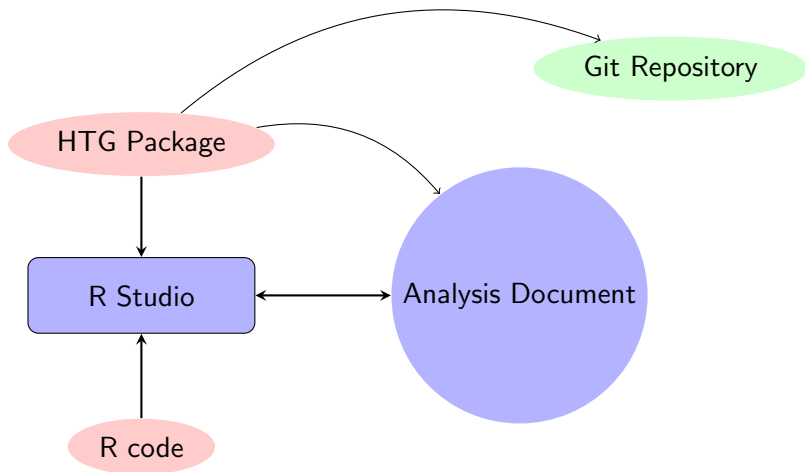 Git Repository
HTG Package
R Studio
Analysis Document
R code